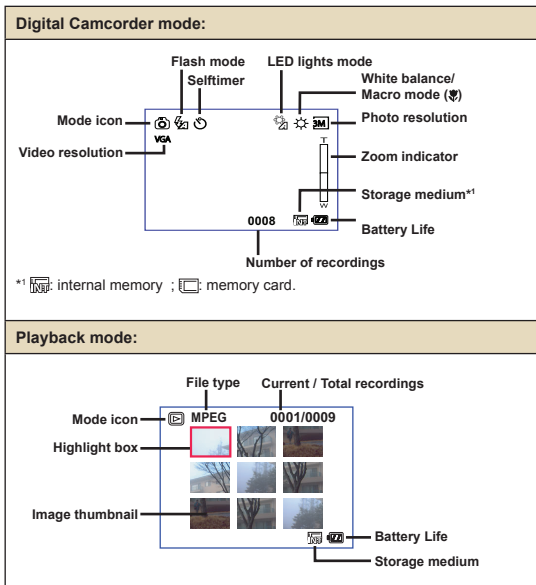 Digital Camcorder mode:
Flash mode
LED lights mode
Selftimer
White balance/
Macro mode ( )
Mode icon
3M
Photo resolution
VGA
Video resolution
T
Zoom indicator
W
Storage medium*1
0008
Battery Life
Number of recordings
*1 : internal memory ; : memory card.
Playback mode:
File type
Current / Total recordings
Mode icon
MPEG
0001/0009
Highlight box
Image thumbnail
Battery Life
Storage medium